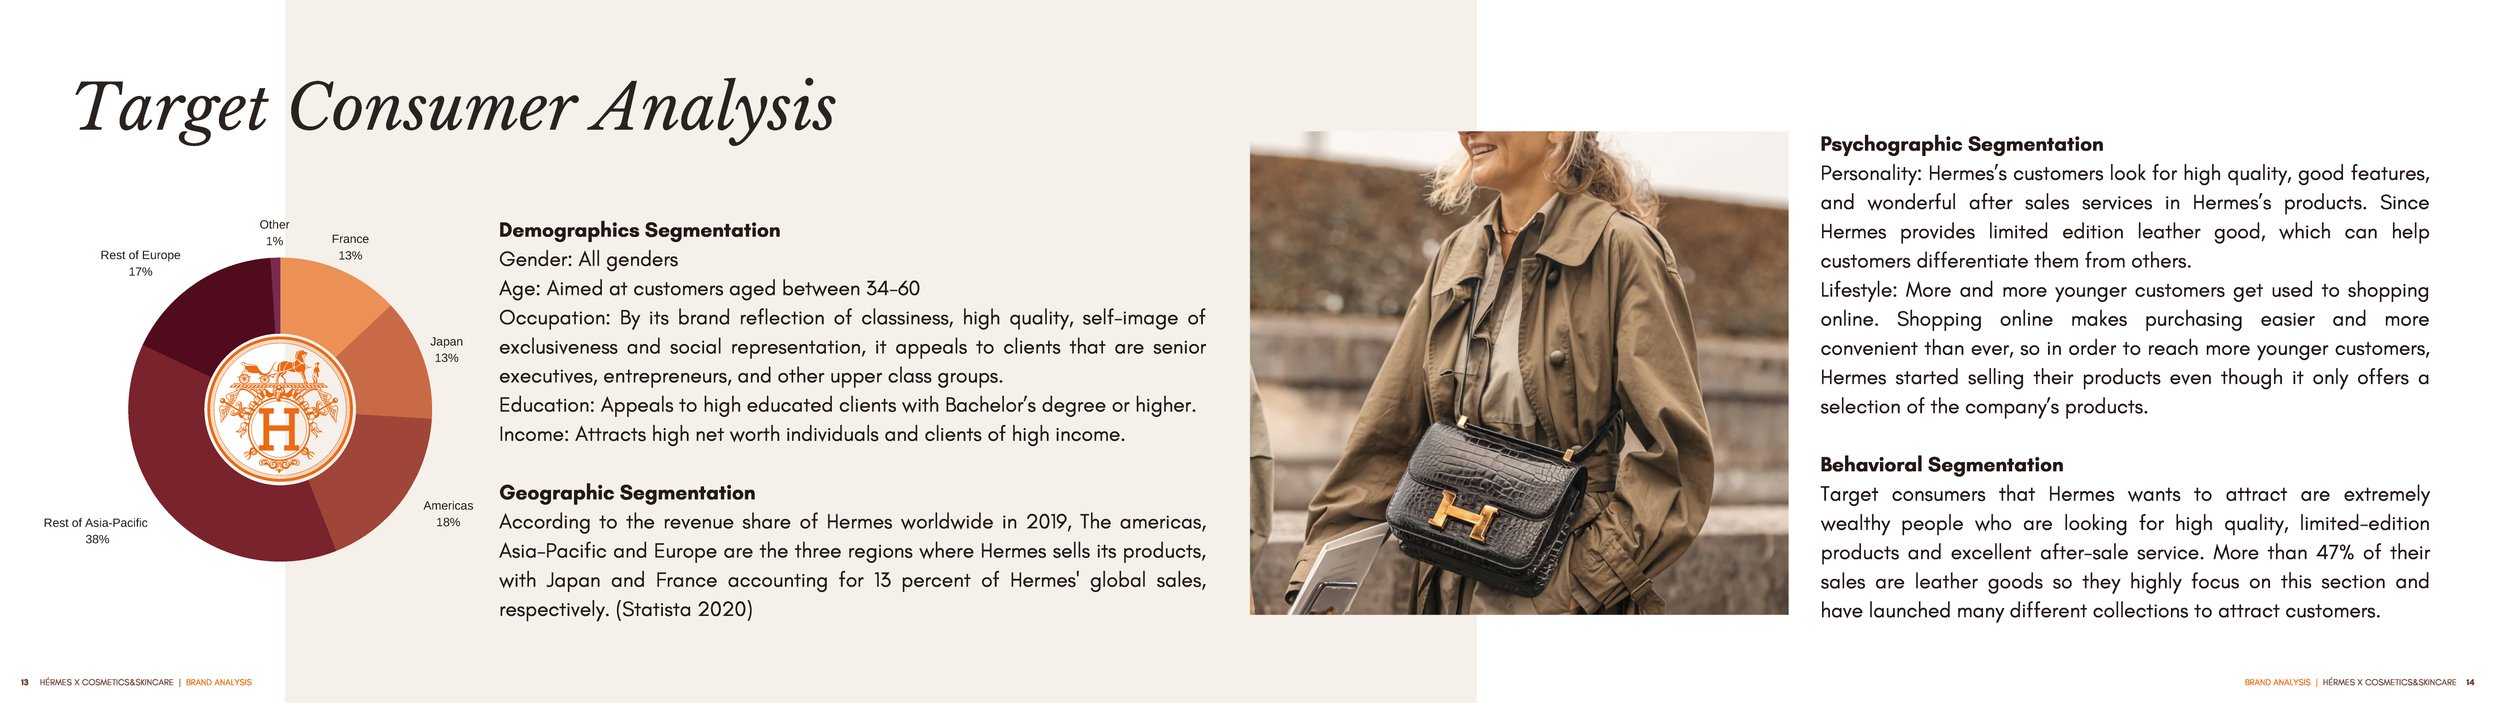 Target Consumer Analysis
Other
1%
France
13%
Rest of Europe
17%
Japan
13%
Americas
18%
Rest of Asia-Pacific
38%
H
Demographics Segmentation
Gender: All genders
Age: Aimed at customers aged between 34-60
Occupation: By its brand reflection of classiness, high quality, self-image of
exclusiveness and social representation, it appeals to clients that are senior
executives, entrepreneurs, and other upper class groups.
Education: Appeals to high educated clients with Bachelor's degree or higher.
Income: Attracts high net worth individuals and clients of high income.
Geographic Segmentation
According to the revenue share of Hermes worldwide in 2019, The americas,
Asia-Pacific and Europe are the three regions where Hermes sells its products,
with Japan and France accounting for 13 percent of Hermes' global sales,
respectively. (Statista 2020)
Psychographic Segmentation
Personality: Hermes's customers look for high quality, good features,
and wonderful after sales services in Hermes's products. Since
Hermes provides limited edition leather good, which can help
customers differentiate them from others.
Lifestyle: More and more younger customers get used to shopping
online. Shopping online makes purchasing easier and more
convenient than ever, so in order to reach more younger customers,
Hermes started selling their products even though it only offers a
selection of the company's products.
Behavioral Segmentation
Target consumers that Hermes wants to attract are extremely
wealthy people who are looking for high quality, limited-edition
products and excellent after-sale service. More than 47% of their
sales are leather goods so they highly focus on this section and
have launched many different collections to attract customers.
13 HÉRMES X COSMETICS&SKINCARE | BRAND ANALYSIS
BRAND ANALYSIS | HÉRMES X COSMETICS&SKINCARE 14